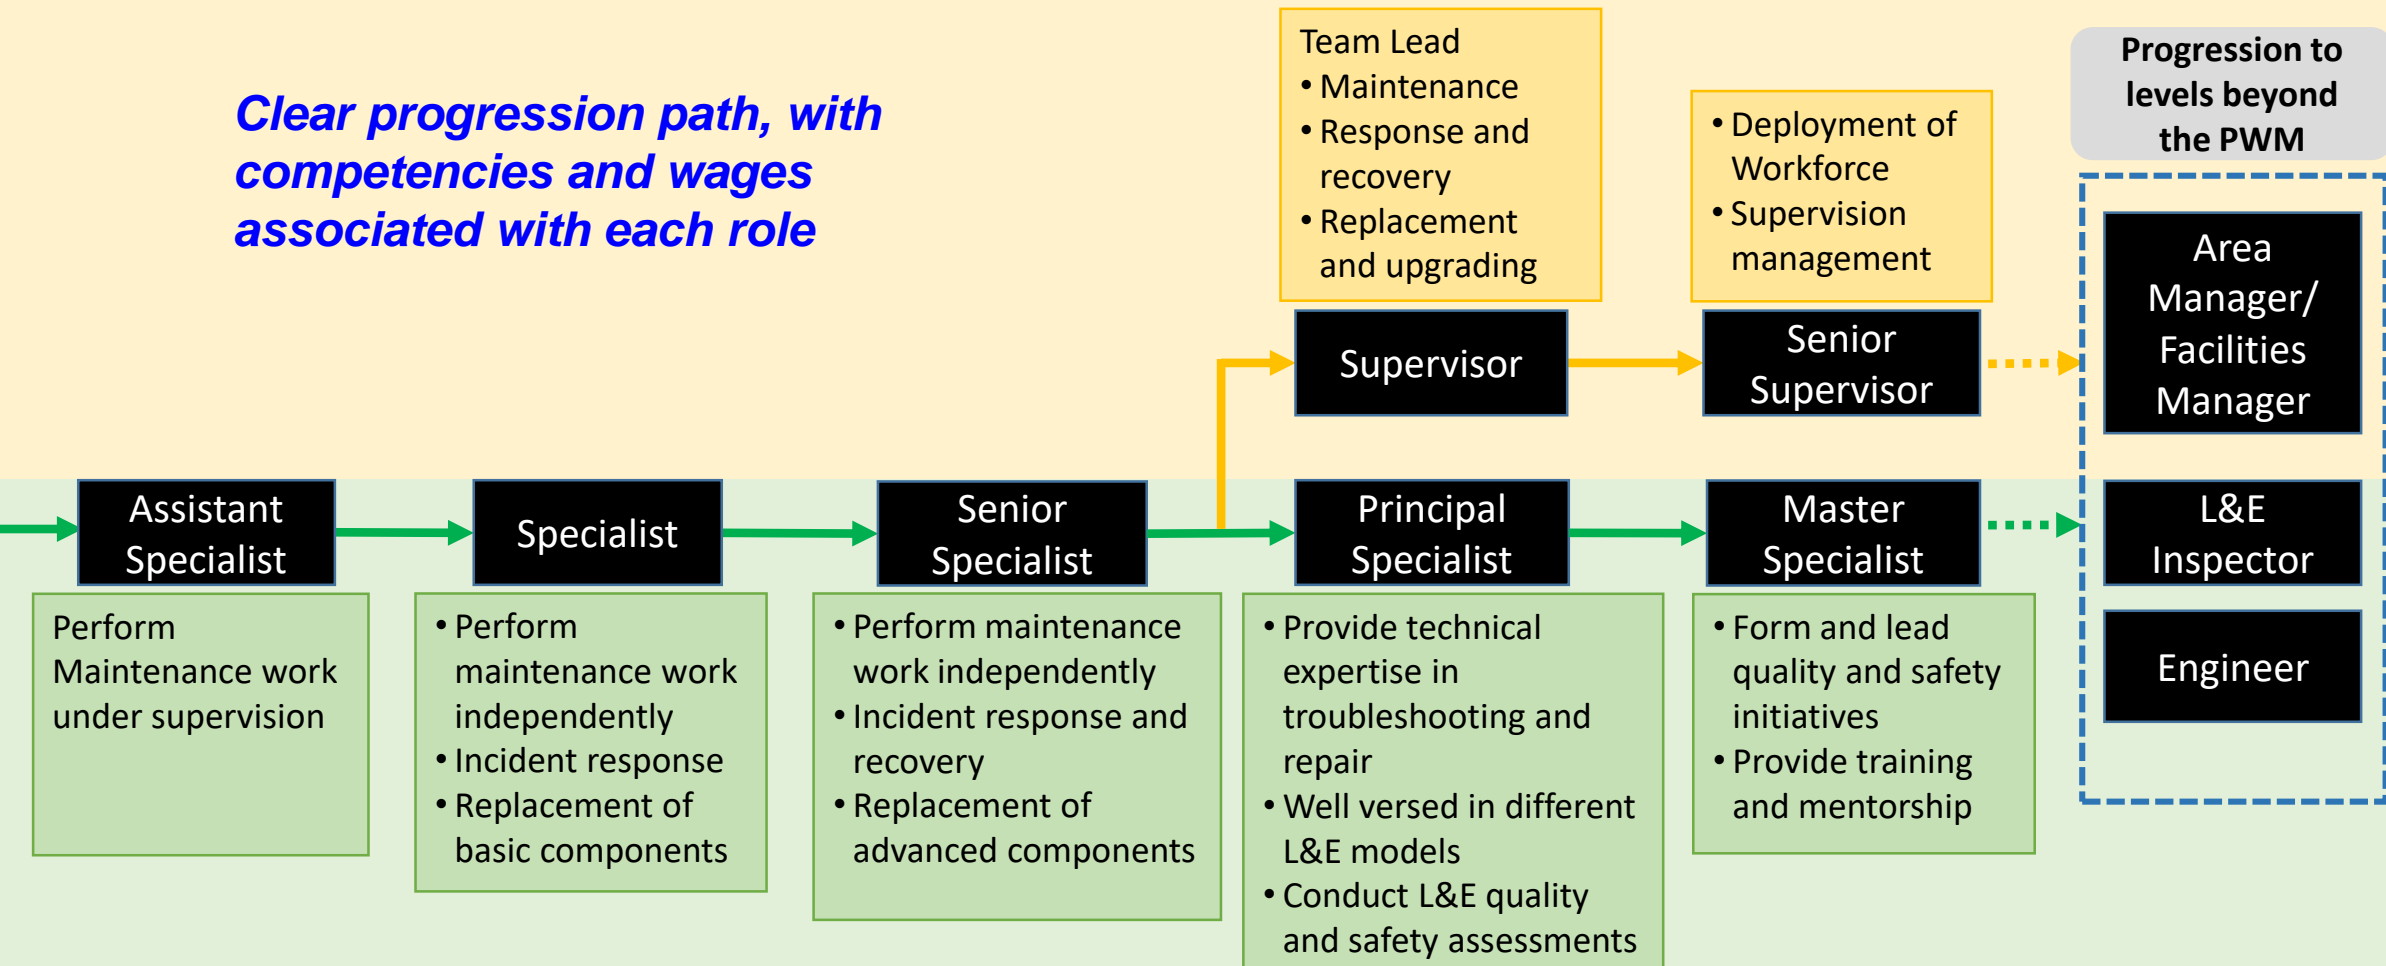 Clear progression path, with
competencies and wages
associated with each role
Team Lead
• Maintenance
• Response and
recovery
• Replacement
and upgrading
• Deployment of
Workforce
• Supervision
management
Progression to
levels beyond
the PWM
Supervisor
Senior
Supervisor
Area
Manager/
Facilities
Manager
Assistant
Specialist
Specialist
Senior
Specialist
Principal
Specialist
Master
Specialist
L&E
Inspector
Engineer
Perform
Maintenance work
under supervision
• Perform
maintenance work
independently
• Incident response
• Replacement of
basic components
• Perform maintenance
work independently
• Incident response and
recovery
• Replacement of
advanced components
• Provide technical
expertise in
troubleshooting and
repair
• Well versed in different
L&E models
• Conduct L&E quality
and safety assessments
• Form and lead
quality and safety
initiatives
• Provide training
and mentorship